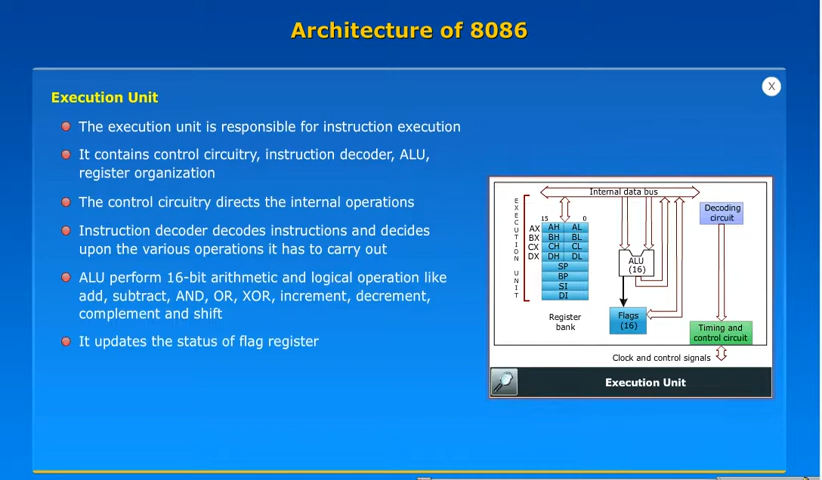 Architecture of 8086
X
Execution Unit
The execution unit is responsible for instruction execution
It contains control circuitry, instruction decoder, ALU,
register organization
The control circuitry directs the internal operations
Instruction decoder decodes instructions and decides
upon the various operations it has to carry out
ALU perform 16-bit arithmetic and logical operation like
add, subtract, AND, OR, XOR, increment, decrement,
complement and shift
It updates the status of flag register
Internal data bus
EXECUTION UNIT
15 0
AX AH AL
BX BH BL
CX CH CL
DX DH DL
SP
BP
SI
DI
Register
bank
ALU
(16)
Flags
(16)
Decoding
circuit
Timing and
control circuit
Clock and control signals
Execution Unit